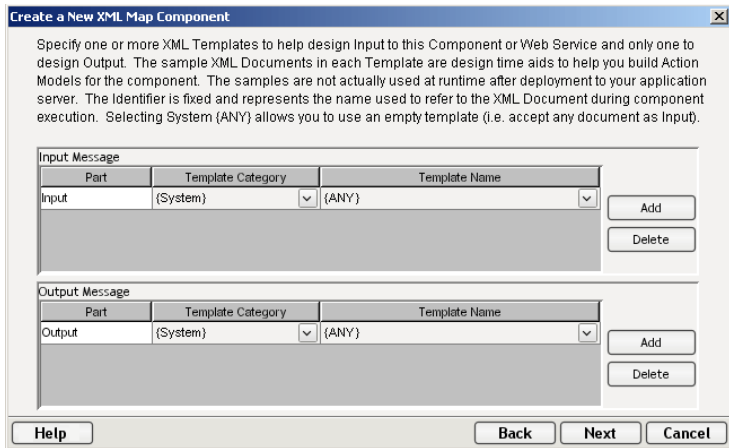 Create a New XML Map Component
Specify one or more XML Templates to help design Input to this Component or Web Service and only one to
design Output. The sample XML Documents in each Template are design time aids to help you build Action
Models for the component. The samples are not actually used at runtime after deployment to your application
server. The Identifier is fixed and represents the name used to refer to the XML Document during component
execution. Selecting System {ANY} allows you to use an empty template (i.e. accept any document as Input).
Input Message
Part Template Category Template Name
Input {System} {ANY}
Add
Delete
Output Message
Part Template Category Template Name
Output {System} {ANY}
Add
Delete
Help Back Next Cancel